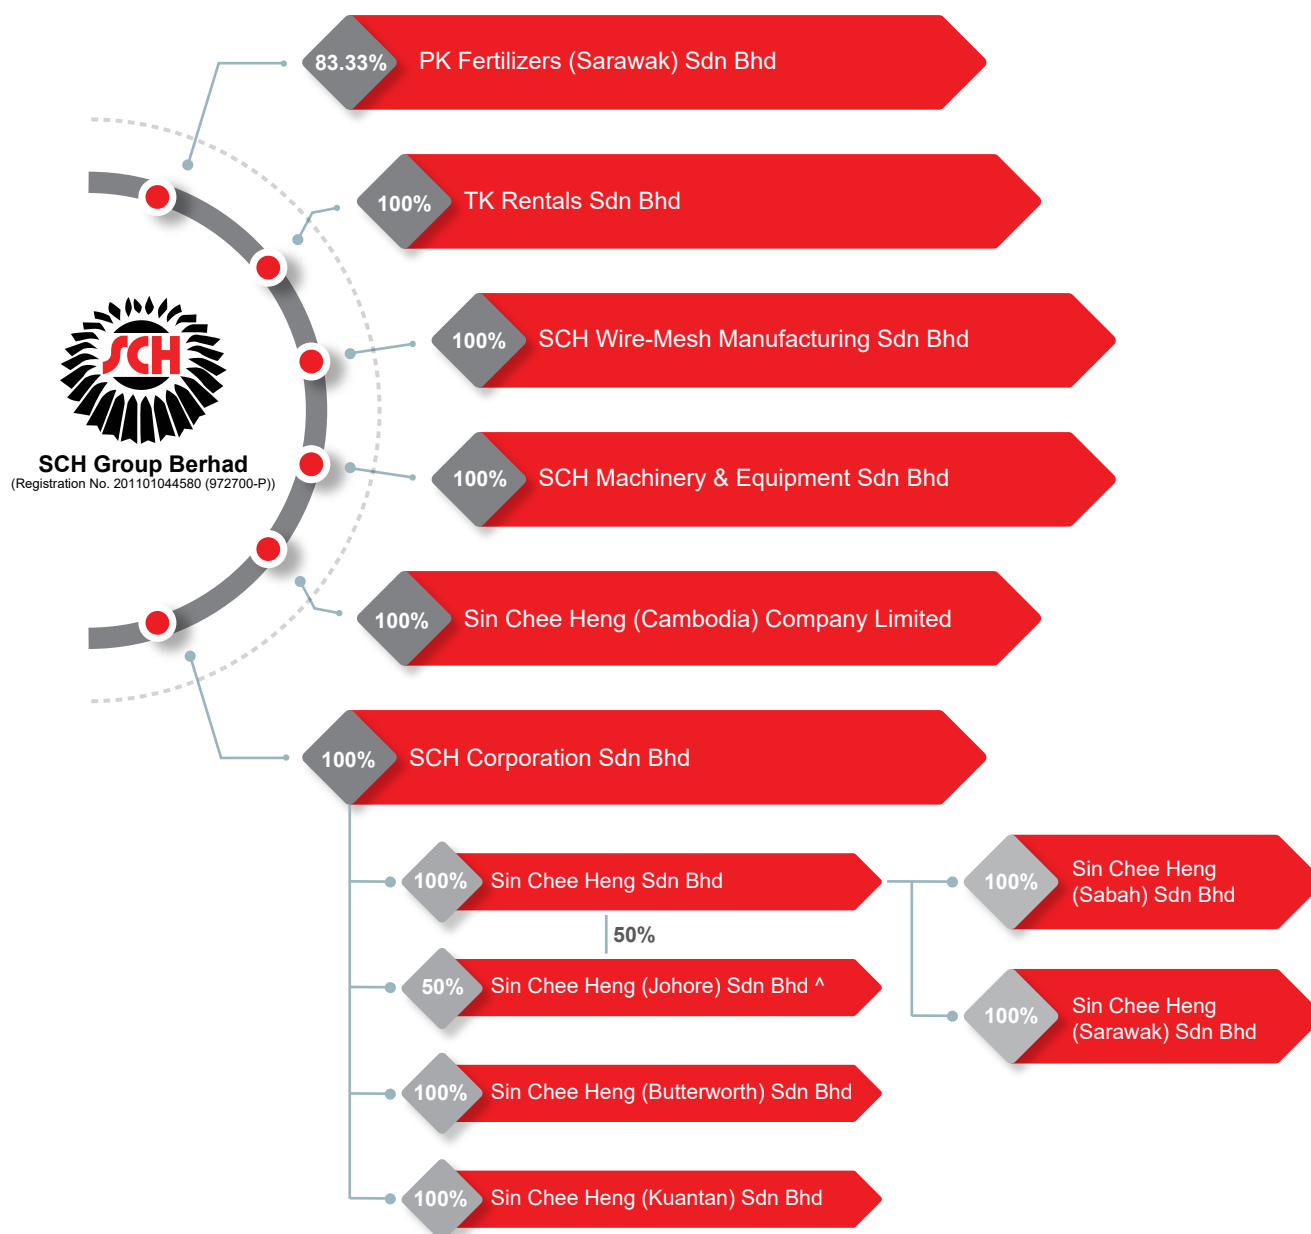 83.33%
PK Fertilizers (Sarawak) Sdn Bhd
100%
TK Rentals Sdn Bhd
100%
SCH Wire-Mesh Manufacturing Sdn Bhd
SCH
SCH Group Berhad
(Registration No. 201101044580 (972700-P))
100%
SCH Machinery & Equipment Sdn Bhd
100%
Sin Chee Heng (Cambodia) Company Limited
100%
SCH Corporation Sdn Bhd
100%
Sin Chee Heng Sdn Bhd
100%
Sin Chee Heng
(Sabah) Sdn Bhd
50%
50%
Sin Chee Heng (Johore) Sdn Bhd ^
100%
Sin Chee Heng
(Sarawak) Sdn Bhd
100%
Sin Chee Heng (Butterworth) Sdn Bhd
100%
Sin Chee Heng (Kuantan) Sdn Bhd